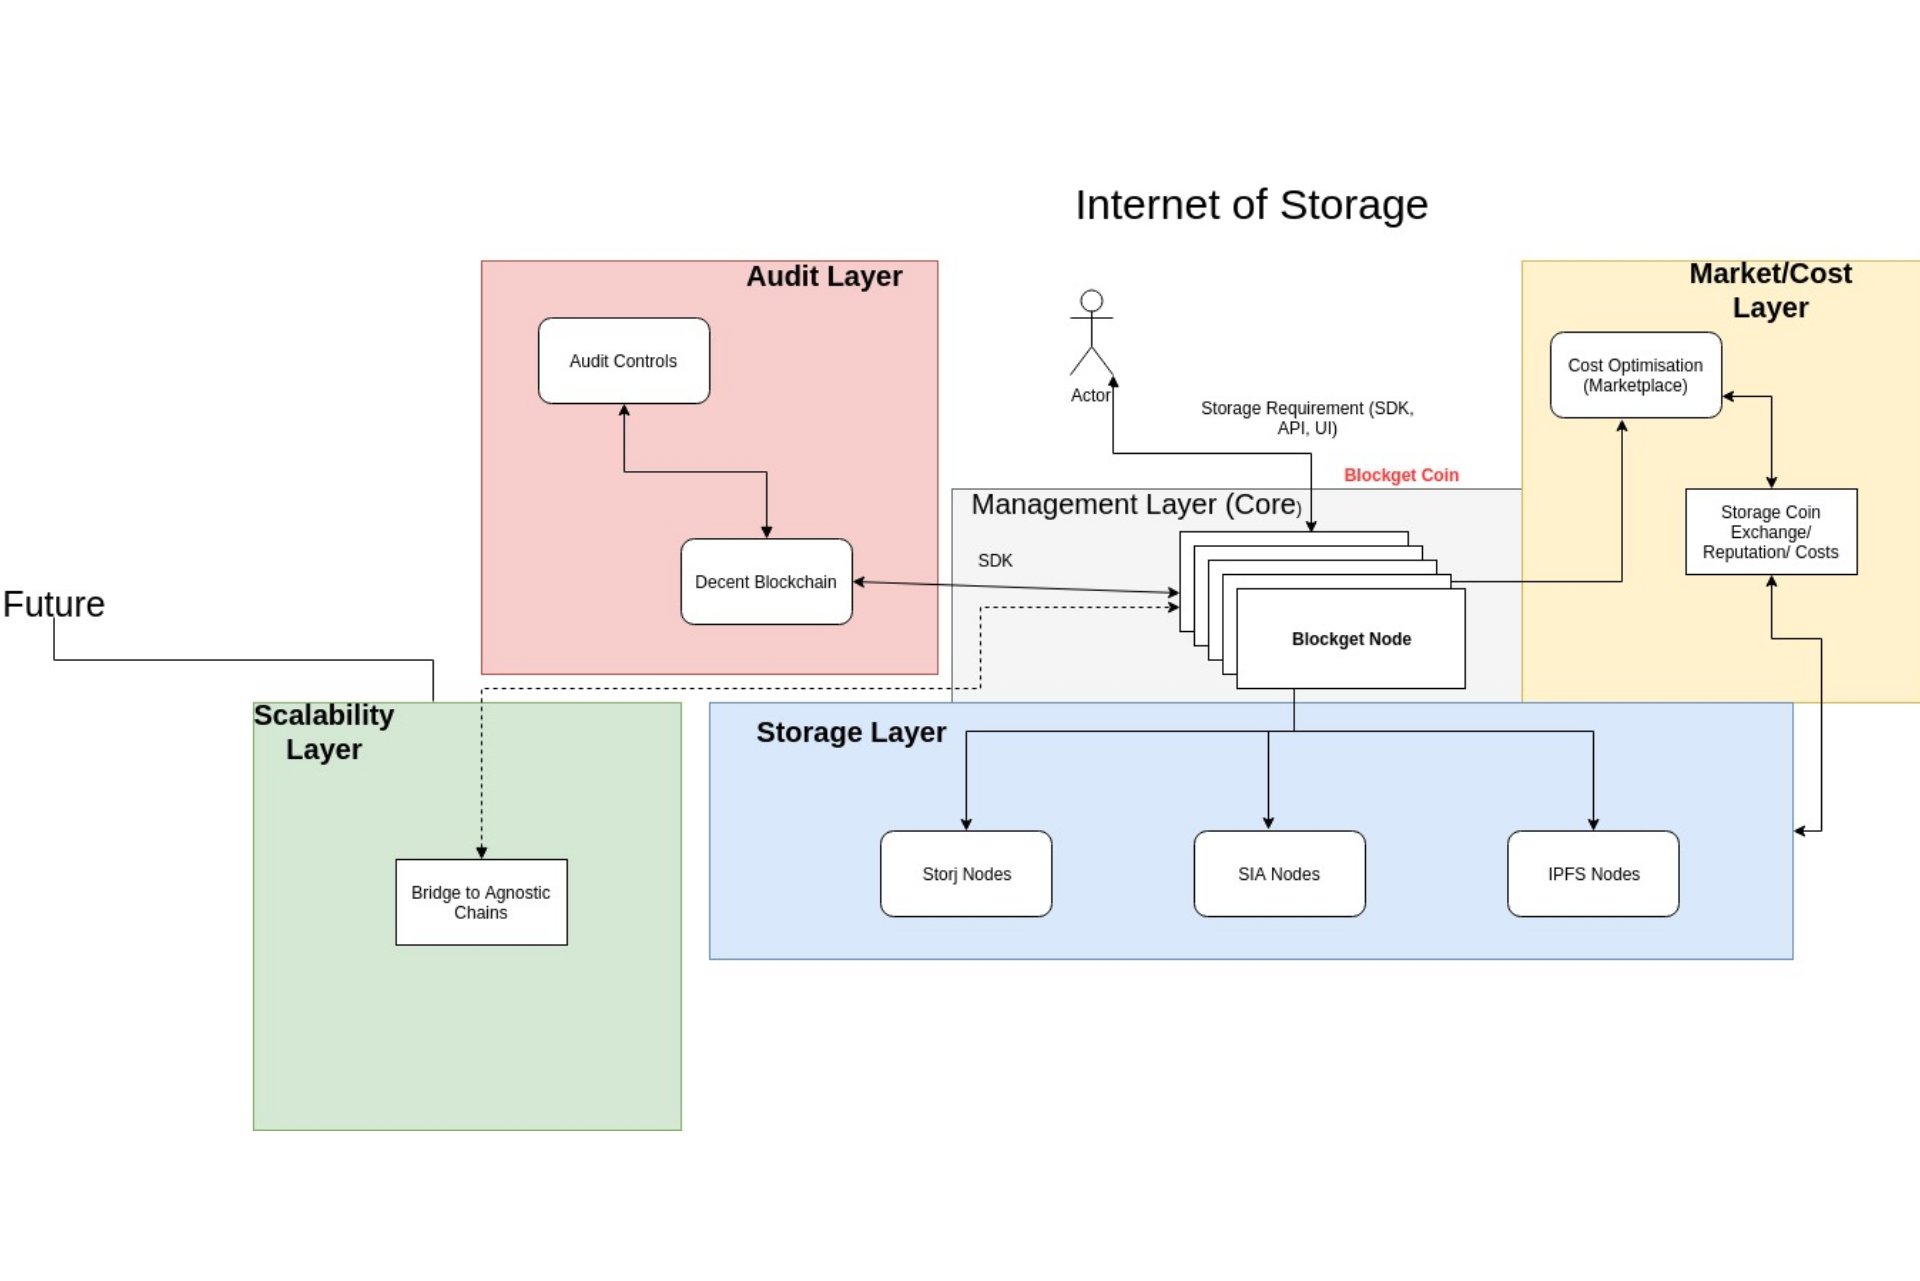 Internet of Storage
Audit Layer
Market/Cost
Layer
Audit Controls
Actor
Cost Optimisation
(Marketplace)
Storage Requirement (SDK,
API, UI)
Blockget Coin
Management Layer (Core)
Storage Coin
Exchange/
Reputation/ Costs
SDK
Decent Blockchain
Future
Blockget Node
Scalability
Layer
Storage Layer
Bridge to Agnostic
Chains
Storj Nodes
SIA Nodes
IPFS Nodes